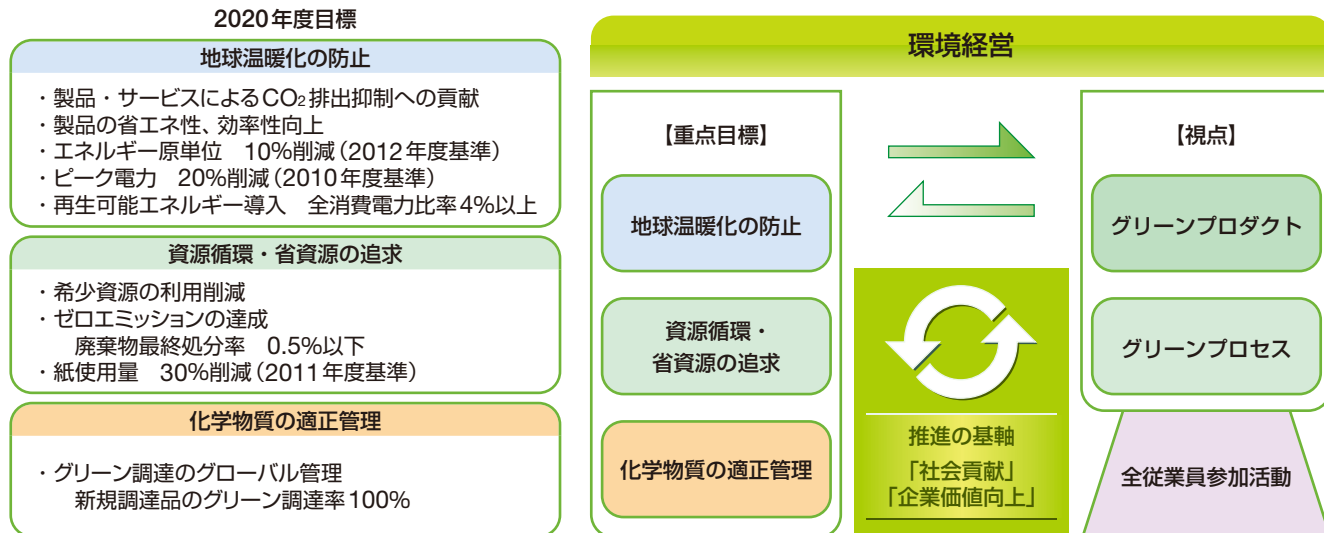 2020年度目標
地球温暖化の防止
・製品・サービスによるCO₂排出抑制への貢献
・製品の省エネ性、効率性向上
・エネルギー原単位　10%削減（2012年度基準）
・ピーク電力　20%削減（2010年度基準）
・再生可能エネルギー導入　全消費電力比率4%以上
資源循環・省資源の追求
・希少資源の利用削減
・ゼロエミッションの達成
廃棄物最終処分率　0.5%以下
・紙使用量　30%削減（2011年度基準）
化学物質の適正管理
・グリーン調達のグローバル管理
新規調達品のグリーン調達率100%
環境経営
【重点目標】
地球温暖化の防止
資源循環・
省資源の追求
化学物質の適正管理
推進の基軸
「社会貢献」
「企業価値向上」
【視点】
グリーンプロダクト
グリーンプロセス
全従業員参加活動